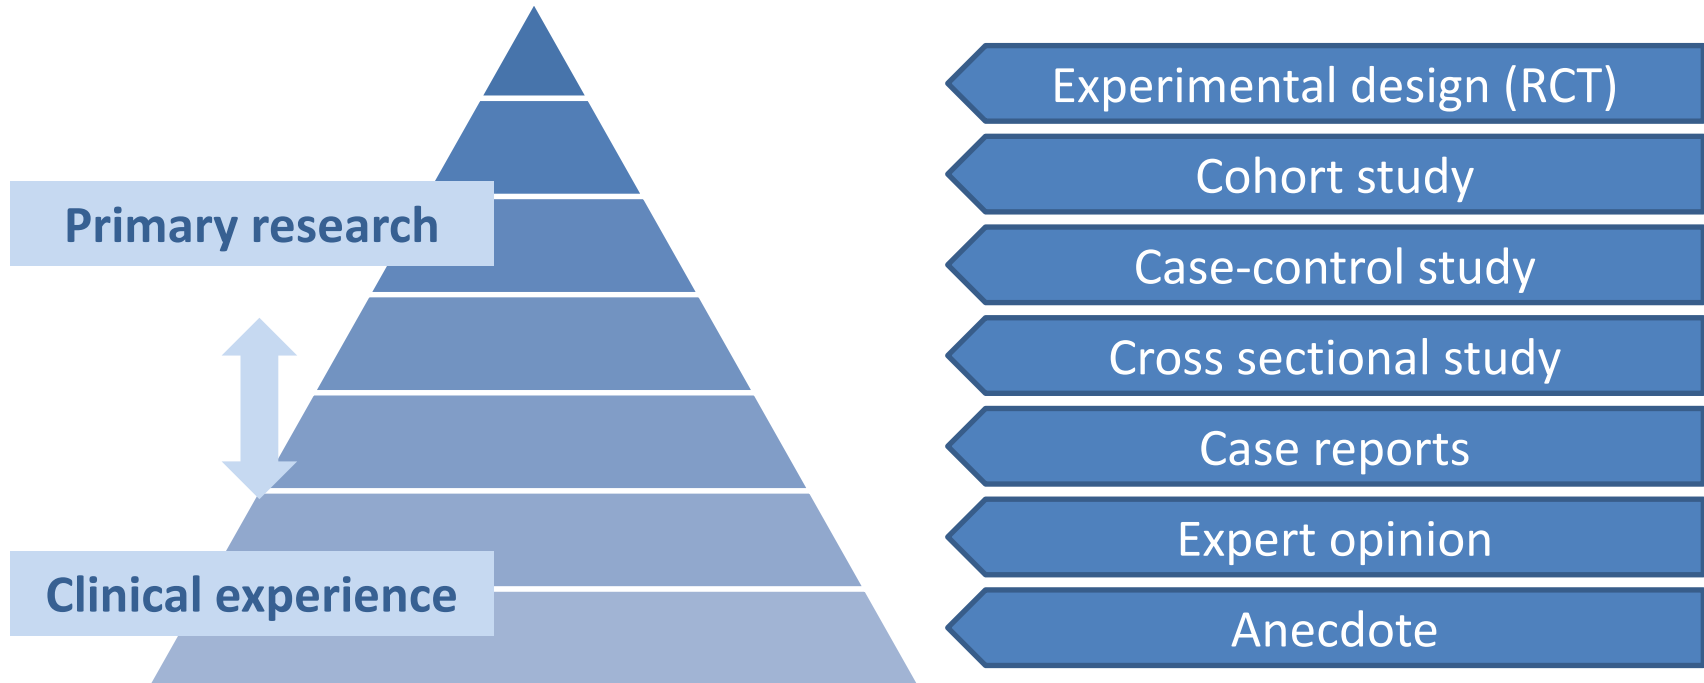 Experimental design (RCT)
Cohort study
Primary research
Case-control study
Cross sectional study
Case reports
Expert opinion
Clinical experience
Anecdote